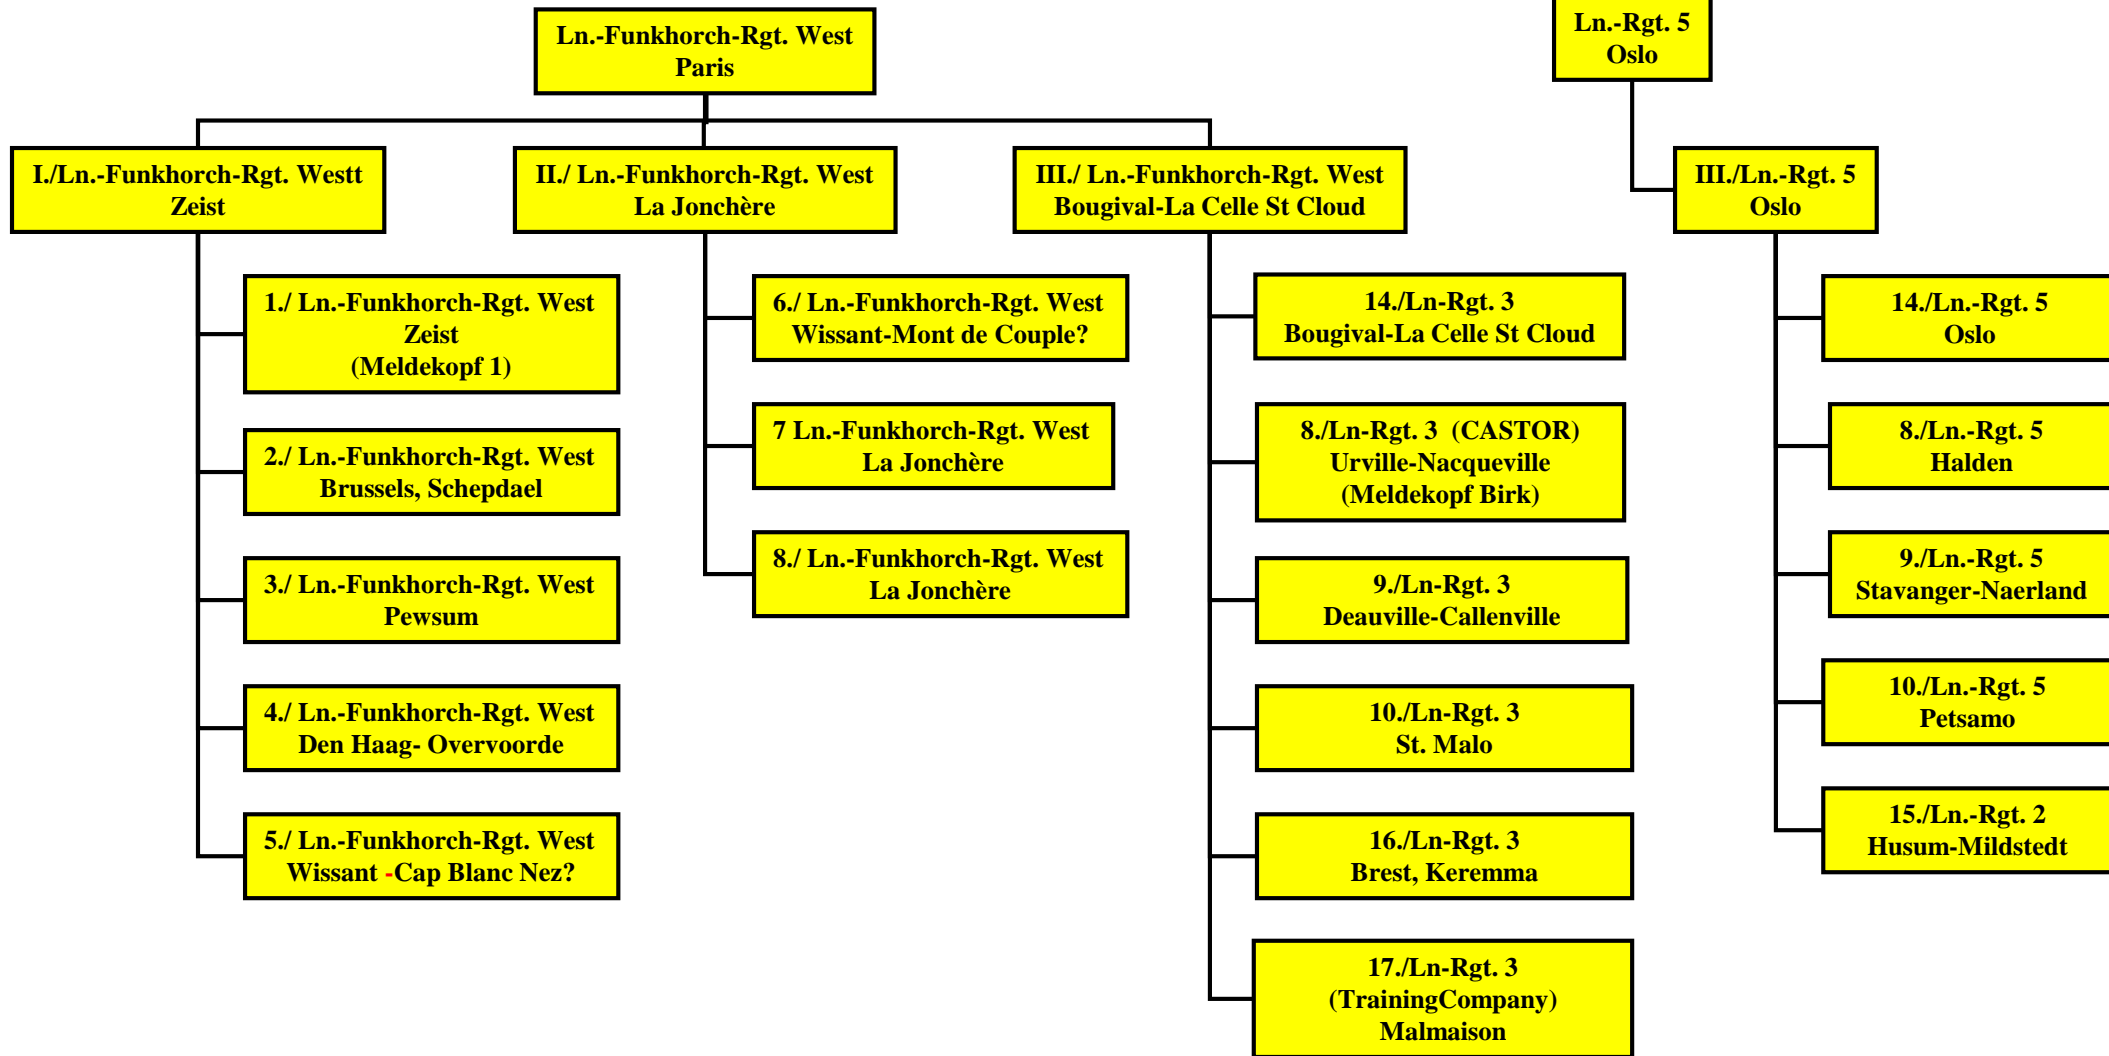 Ln.-Funkhorch-Rgt. West
Paris
Ln.-Rgt. 5
Oslo
I./Ln.-Funkhorch-Rgt. Westt
Zeist
II./ Ln.-Funkhorch-Rgt. West
La Jonchère
III./ Ln.-Funkhorch-Rgt. West
Bougival-La Celle St Cloud
III./Ln.-Rgt. 5
Oslo
1./ Ln.-Funkhorch-Rgt. West
Zeist
(Meldekopf 1)
2./ Ln.-Funkhorch-Rgt. West
Brussels, Schepdael
3./ Ln.-Funkhorch-Rgt. West
Pewsum
4./ Ln.-Funkhorch-Rgt. West
Den Haag- Overvoorde
5./ Ln.-Funkhorch-Rgt. West
Wissant -Cap Blanc Nez?
6./ Ln.-Funkhorch-Rgt. West
Wissant-Mont de Couple?
7 Ln.-Funkhorch-Rgt. West
La Jonchère
8./ Ln.-Funkhorch-Rgt. West
La Jonchère
14./Ln-Rgt. 3
Bougival-La Celle St Cloud
8./Ln-Rgt. 3 (CASTOR)
Urville-Nacqueville
(Meldekopf Birk)
9./Ln-Rgt. 3
Deauville-Callenville
10./Ln-Rgt. 3
St. Malo
16./Ln-Rgt. 3
Brest, Keremma
17./Ln-Rgt. 3
(TrainingCompany)
Malmaison
14./Ln.-Rgt. 5
Oslo
8./Ln.-Rgt. 5
Halden
9./Ln.-Rgt. 5
Stavanger-Naerland
10./Ln.-Rgt. 5
Petsamo
15./Ln.-Rgt. 2
Husum-Mildstedt